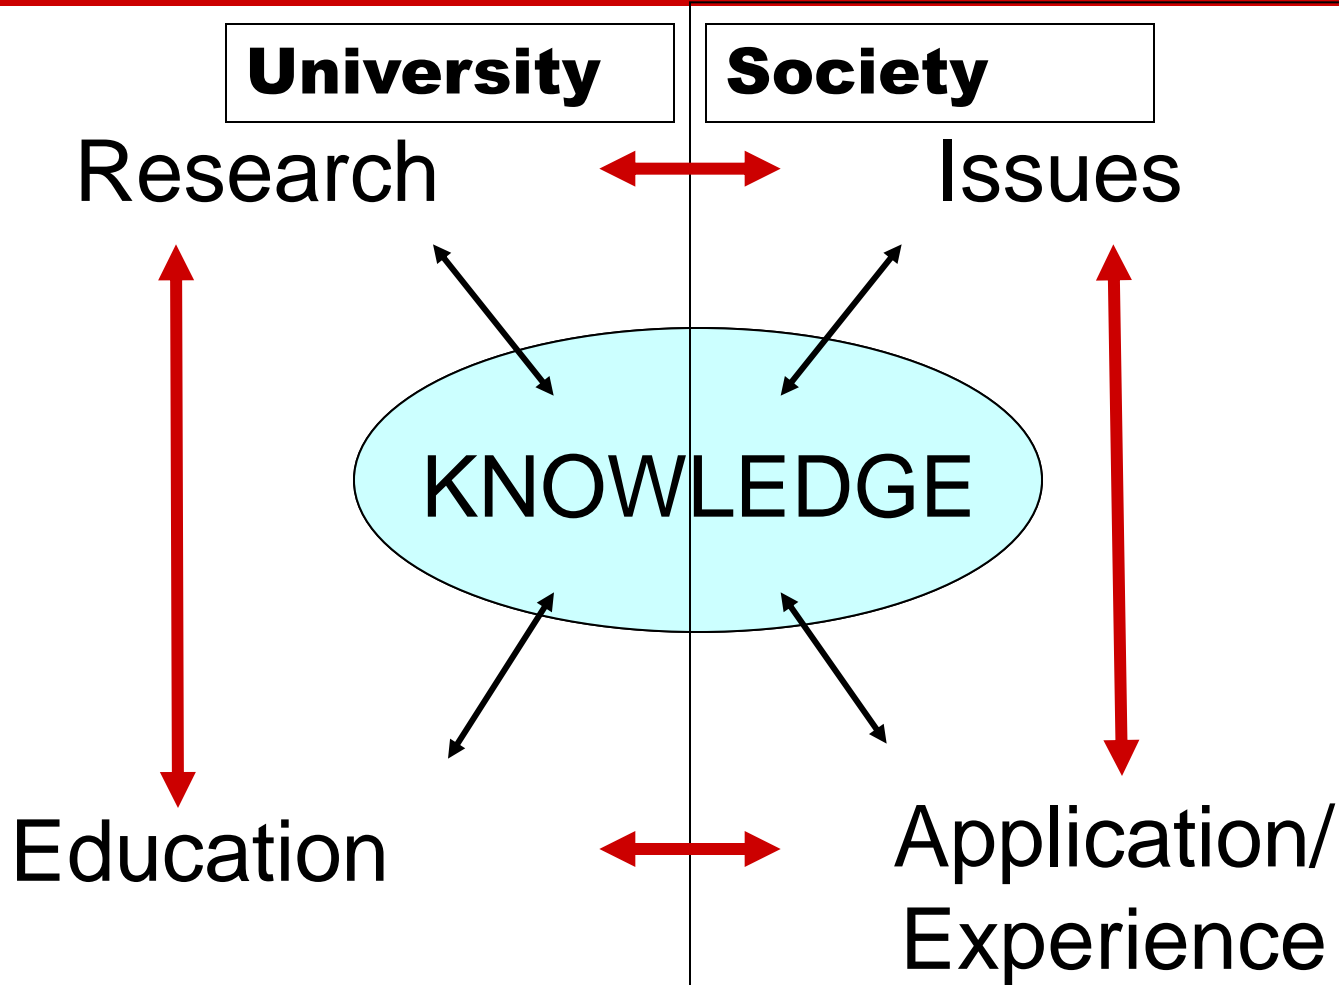 University
Society
Research
Issues
KNOWLEDGE
Education
Application/
Experience